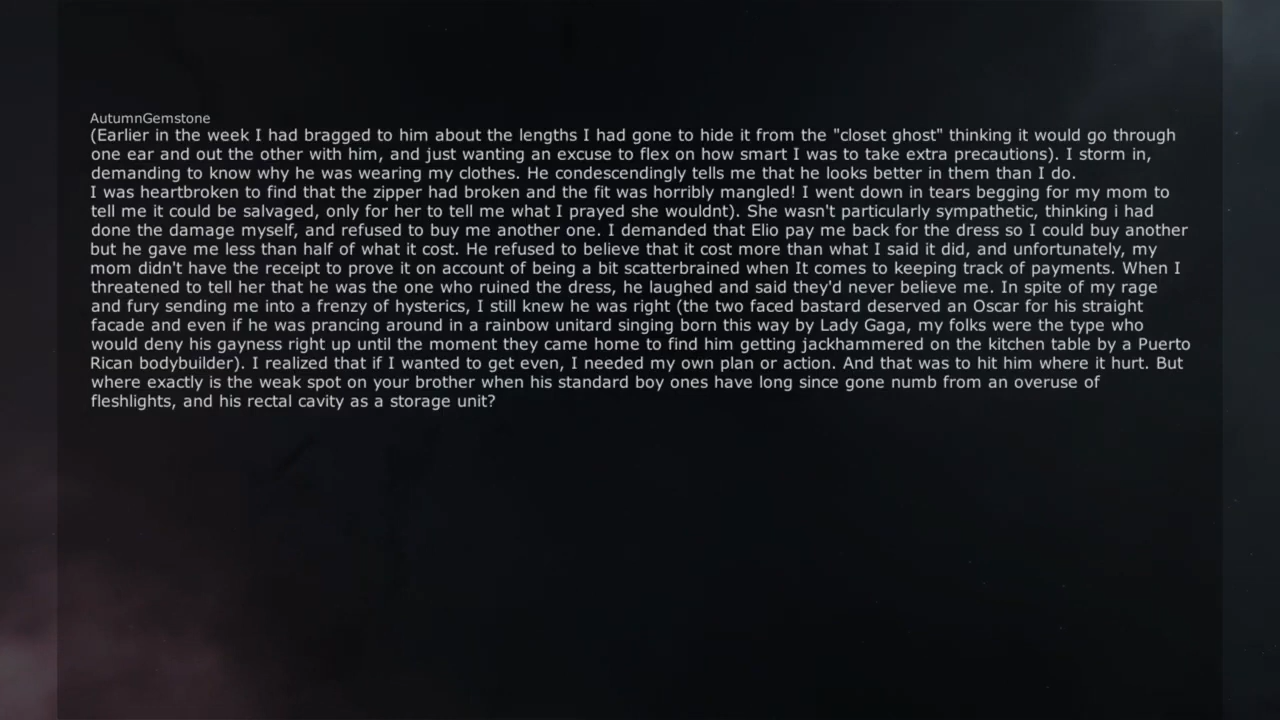 AutumnGemstone
(Earlier in the week I had bragged to him about the lengths I had gone to hide it from the "closet ghost" thinking it would go through
one ear and out the other with him, and just wanting an excuse to flex on how smart I was to take extra precautions). I storm in,
demanding to know why he was wearing my clothes. He condescendingly tells me that he looks better in them than I do.
I was heartbroken to find that the zipper had broken and the fit was horribly mangled! I went down in tears begging for my mom to
tell me it could be salvaged, only for her to tell me what I prayed she wouldnt). She wasn't particularly sympathetic, thinking i had
done the damage myself, and refused to buy me another one. I demanded that Elio pay me back for the dress so I could buy another
but he gave me less than half of what it cost. He refused to believe that it cost more than what I said it did, and unfortunately, my
mom didn't have the receipt to prove it on account of being a bit scatterbrained when It comes to keeping track of payments. When I
threatened to tell her that he was the one who ruined the dress, he laughed and said they'd never believe me. In spite of my rage
and fury sending me into a frenzy of hysterics, I still knew he was right (the two faced bastard deserved an Oscar for his straight
facade and even if he was prancing around in a rainbow unitard singing born this way by Lady Gaga, my folks were the type who
would deny his gayness right up until the moment they came home to find him getting jackhammered on the kitchen table by a Puerto
Rican bodybuilder). I realized that if I wanted to get even, I needed my own plan or action. And that was to hit him where it hurt. But
where exactly is the weak spot on your brother when his standard boy ones have long since gone numb from an overuse of
fleshlights, and his rectal cavity as a storage unit?